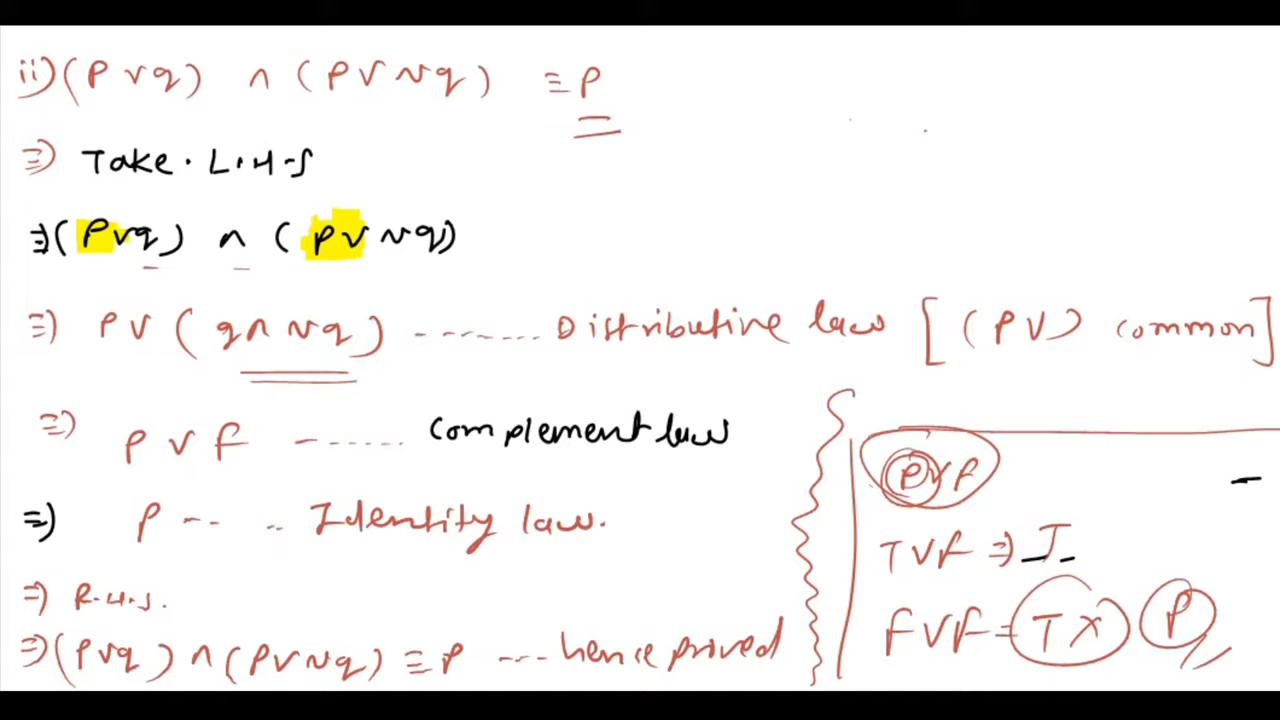 ii) (P ∨ q) ∧ (P ∨ ~q) ≡ P
⇒ Take. L.H.S
⇒ (P ∨ q) ∧ (P ∨ ~q)
⇒ P ∨ (q ∧ ~q) -------- Distributive law [(P ∨) common]
⇒ P ∨ F ------ complement law
⇒ P -- .. Identity law.
⇒ R.H.S.
⇒ (P ∨ q) ∧ (P ∨ ~q) ≡ P --- hence proved
P ∨ F
T ∨ F ⇒ T
F ∨ F = T X P